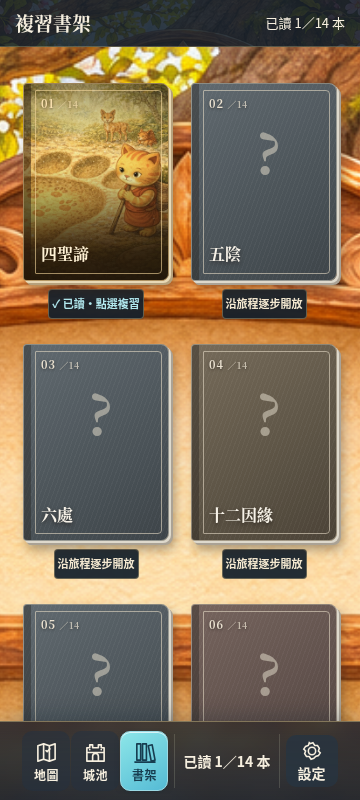 複習書架
已讀 1／14 本
01 ／14
四聖諦
✓ 已讀・點選複習
02 ／14
?
五陰
沿旅程逐步開放
03 ／14
?
六處
沿旅程逐步開放
04 ／14
?
十二因緣
沿旅程逐步開放
05 ／14
?
06 ／14
?
地圖
城池
書架
已讀 1／14 本
設定